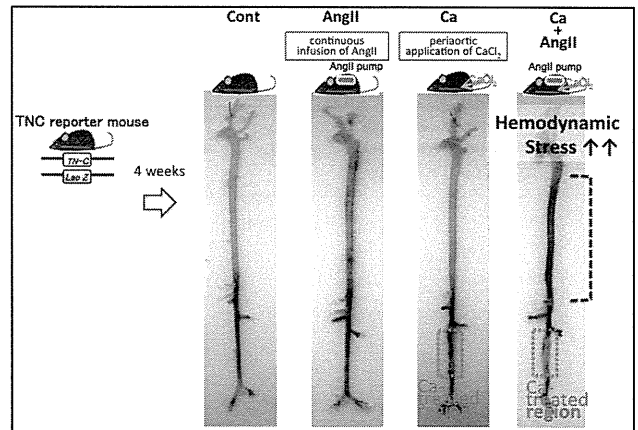 Cont
AngII
Ca
Ca
+
AngII
continuous
infusion of AngII
periaortic
application of CaCl₂
AngII pump
AngII pump
TNC reporter mouse
TN-C
Lac Z
4 weeks
Hemodynamic
Stress ↑↑
Ca-
treated
Ca-
treated
region